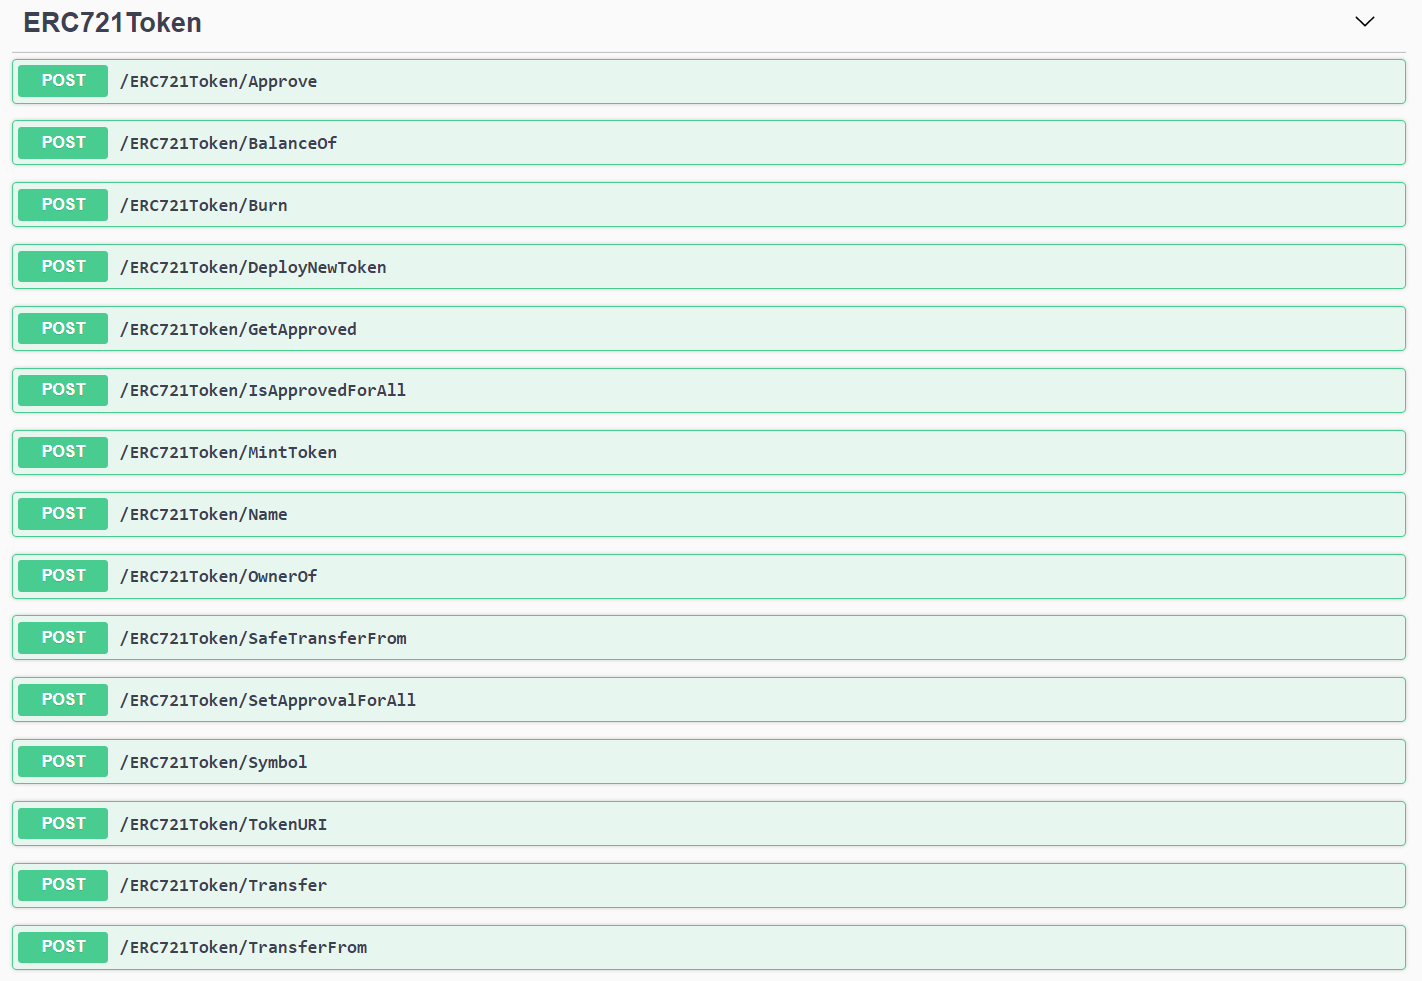 ERC721Token
POST /ERC721Token/Approve
POST /ERC721Token/BalanceOf
POST /ERC721Token/Burn
POST /ERC721Token/DeployNewToken
POST /ERC721Token/GetApproved
POST /ERC721Token/IsApprovedForAll
POST /ERC721Token/MintToken
POST /ERC721Token/Name
POST /ERC721Token/OwnerOf
POST /ERC721Token/SafeTransferFrom
POST /ERC721Token/SetApprovalForAll
POST /ERC721Token/Symbol
POST /ERC721Token/TokenURI
POST /ERC721Token/Transfer
POST /ERC721Token/TransferFrom